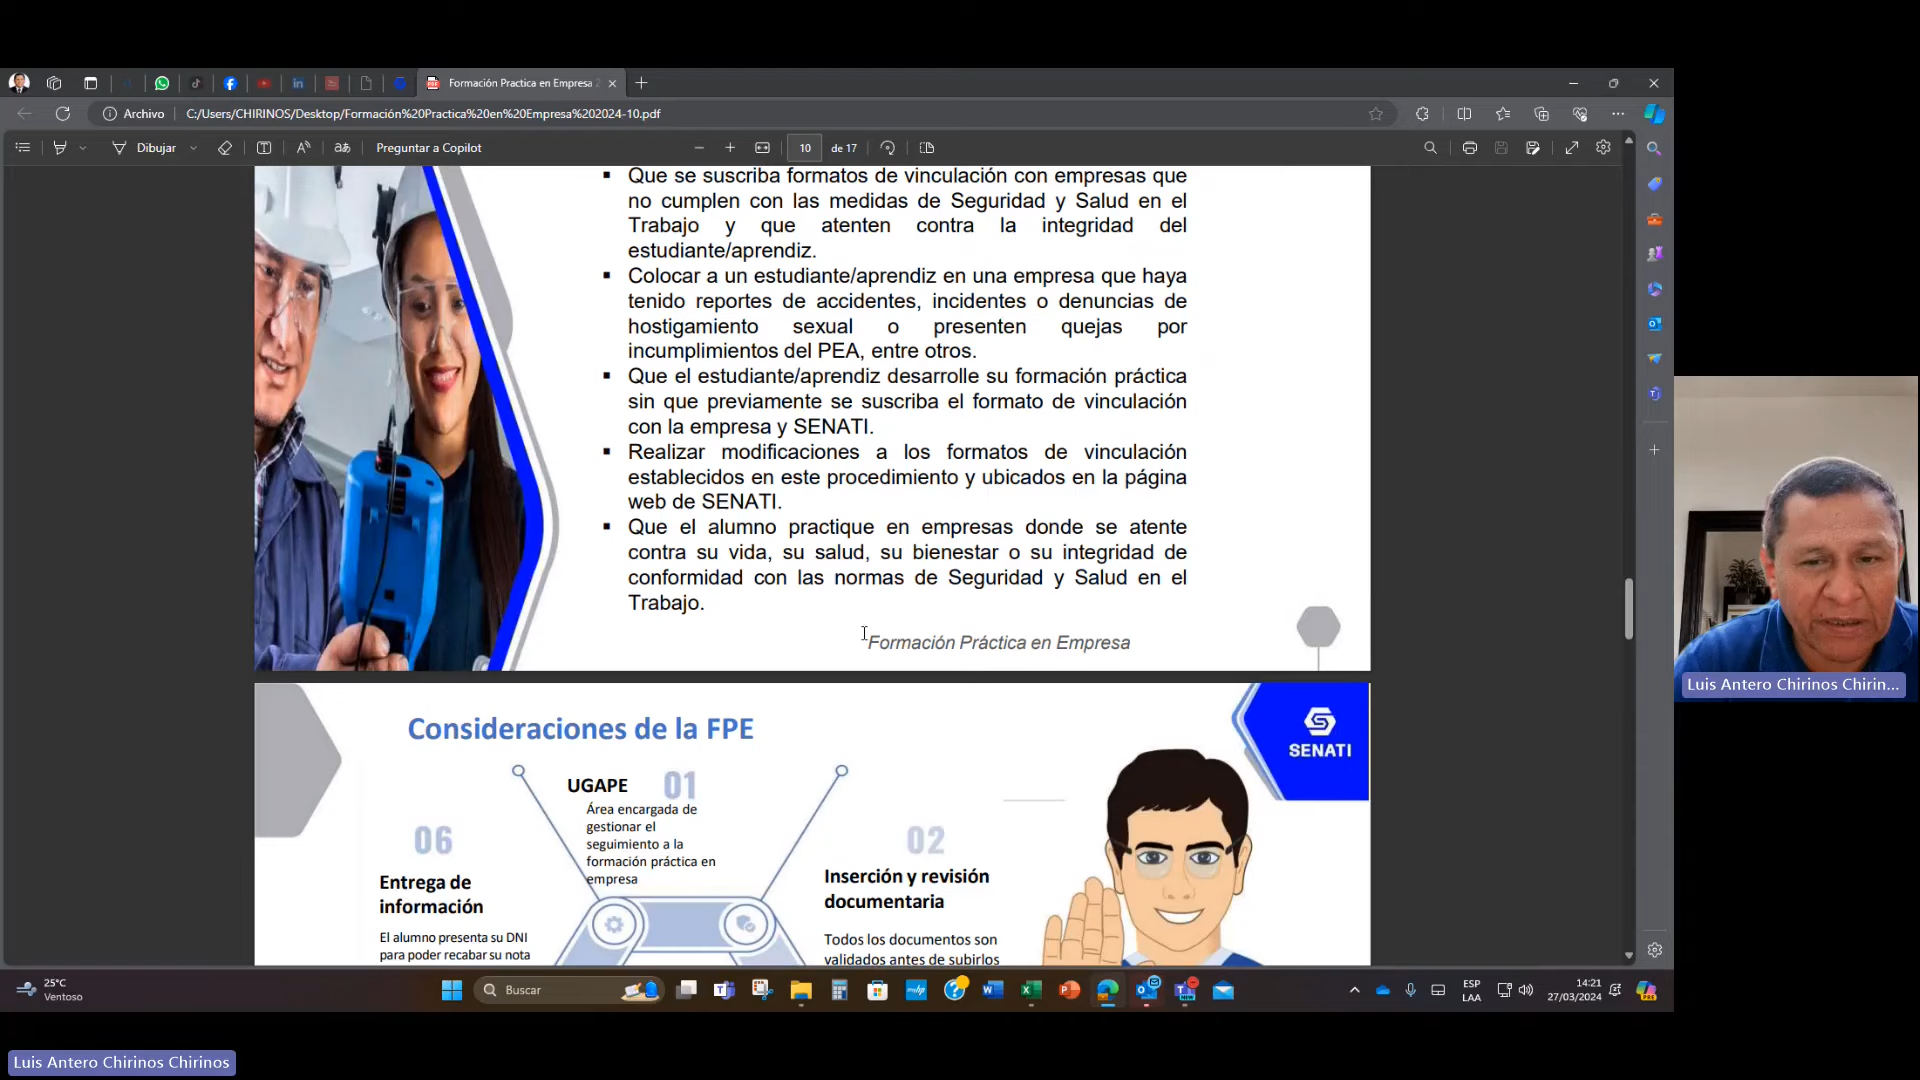 Formación Practica en Empresa 2
Archivo
C:/Users/CHIRINOS/Desktop/Formación%20Practica%20en%20Empresa%202024-10.pdf
Dibujar
Preguntar a Copilot
10
de 17
Que se suscriba formatos de vinculación con empresas que
no cumplen con las medidas de Seguridad y Salud en el
Trabajo y que atenten contra la integridad del
estudiante/aprendiz.
Colocar a un estudiante/aprendiz en una empresa que haya
tenido reportes de accidentes, incidentes o denuncias de
hostigamiento sexual o presenten quejas por
incumplimientos del PEA, entre otros.
Que el estudiante/aprendiz desarrolle su formación práctica
sin que previamente se suscriba el formato de vinculación
con la empresa y SENATI.
Realizar modificaciones a los formatos de vinculación
establecidos en este procedimiento y ubicados en la página
web de SENATI.
Que el alumno practique en empresas donde se atente
contra su vida, su salud, su bienestar o su integridad de
conformidad con las normas de Seguridad y Salud en el
Trabajo.
Formación Práctica en Empresa
Consideraciones de la FPE
SENATI
UGAPE
01
Área encargada de
gestionar el
seguimiento a la
formación práctica en
empresa
06
Entrega de
información
El alumno presenta su DNI
para poder recabar su nota
02
Inserción y revisión
documentaria
Todos los documentos son
validados antes de subirlos
Luis Antero Chirinos Chirin...
25°C
Ventoso
Buscar
ESP
LAA
14:21
27/03/2024
Luis Antero Chirinos Chirinos